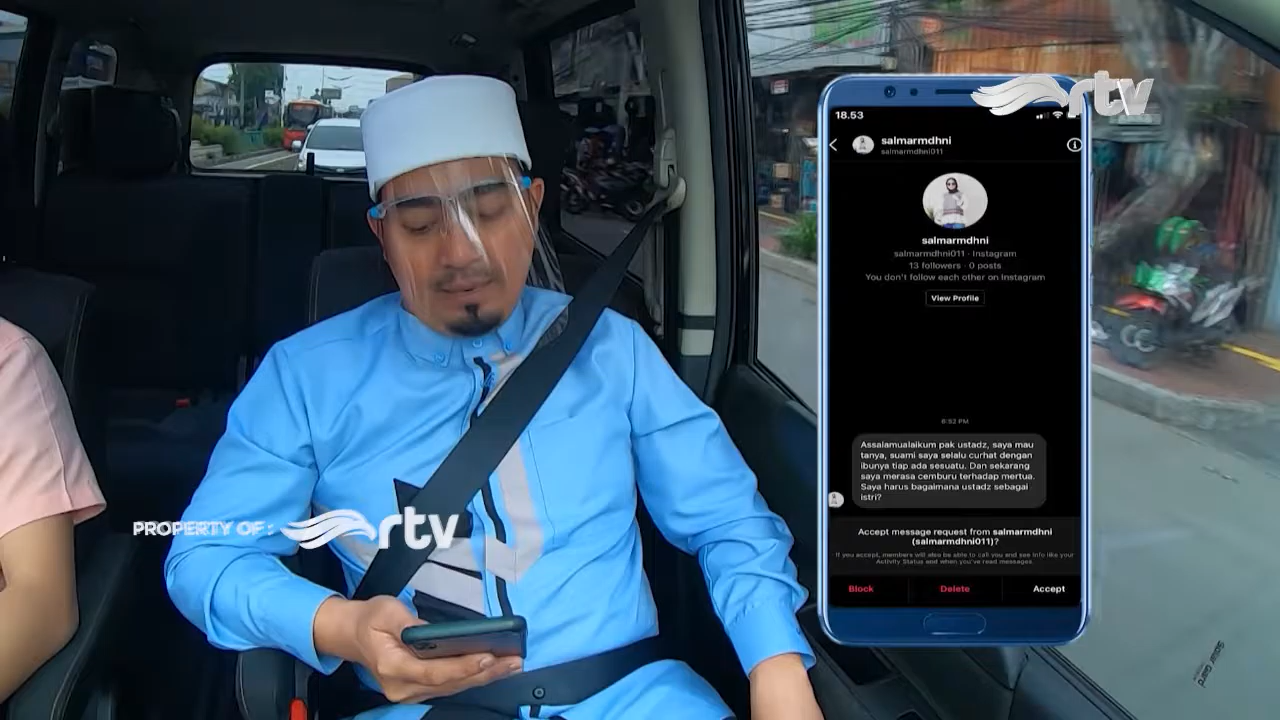 rtv
18.53
salmarmdhni
salmarmdhni011
salmarmdhni
salmarmdhni011 · Instagram
13 followers · 0 posts
You don't follow each other on Instagram
View Profile
6:52 PM
Assalamualaikum pak ustadz, saya mau
tanya, suami saya selalu curhat dengan
ibunya tiap ada sesuatu. Dan sekarang
saya merasa cemburu terhadap mertua.
Saya harus bagaimana ustadz sebagai
istri?
Accept message request from salmarmdhni
(salmarmdhni011)?
If you accept, members will also be able to call you and see info like your
Activity Status and when you've read messages.
Block Delete Accept
PROPERTY OF : rtv